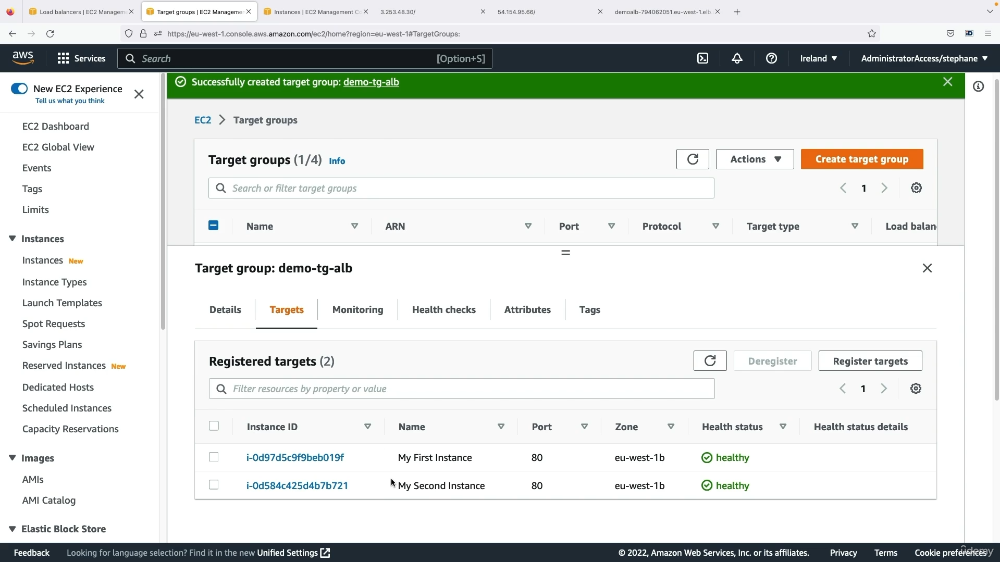 Load balancers | EC2 Managem
Target groups | EC2 Managemer
Instances | EC2 Management Co
3.253.48.30/
54.154.95.66/
demoalb-794062051.eu-west-1.elb.
https://eu-west-1.console.aws.amazon.com/ec2/home?region=eu-west-1#TargetGroups:
iD
aws
Services
Search
[Option+S]
Ireland
AdministratorAccess/stephane
New EC2 Experience
Tell us what you think
EC2 Dashboard
EC2 Global View
Events
Tags
Limits
Instances
Instances New
Instance Types
Launch Templates
Spot Requests
Savings Plans
Reserved Instances New
Dedicated Hosts
Scheduled Instances
Capacity Reservations
Images
AMIs
AMI Catalog
Elastic Block Store
Successfully created target group: demo-tg-alb
EC2 > Target groups
Target groups (1/4) Info
Actions
Create target group
Search or filter target groups
1
Name
ARN
Port
Protocol
Target type
Load balan
Target group: demo-tg-alb
Details
Targets
Monitoring
Health checks
Attributes
Tags
Registered targets (2)
Deregister
Register targets
Filter resources by property or value
1
Instance ID
Name
Port
Zone
Health status
Health status details
i-0d97d5c9f9beb019f My First Instance 80 eu-west-1b healthy
i-0d584c425d4b7b721 My Second Instance 80 eu-west-1b healthy
Feedback
Looking for language selection? Find it in the new Unified Settings
© 2022, Amazon Web Services, Inc. or its affiliates.
Privacy
Terms
Cookie preferences
ûdemy